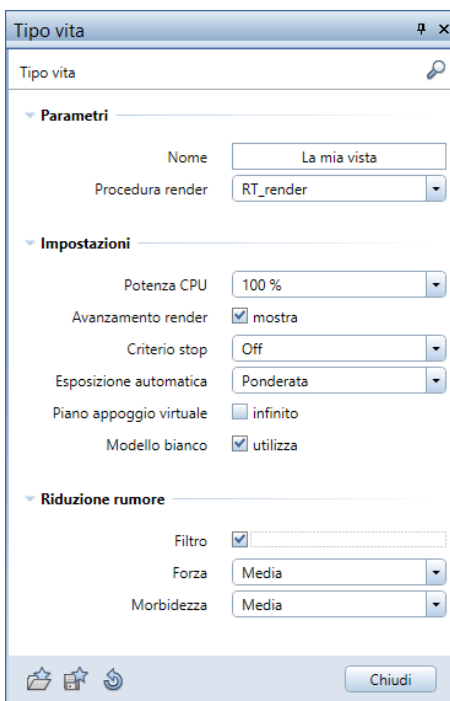 Tipo vita
Tipo vita
Parametri
Nome La mia vista
Procedura render RT_render
Impostazioni
Potenza CPU 100 %
Avanzamento render mostra
Criterio stop Off
Esposizione automatica Ponderata
Piano appoggio virtuale infinito
Modello bianco utilizza
Riduzione rumore
Filtro
Forza Media
Morbidezza Media
Chiudi